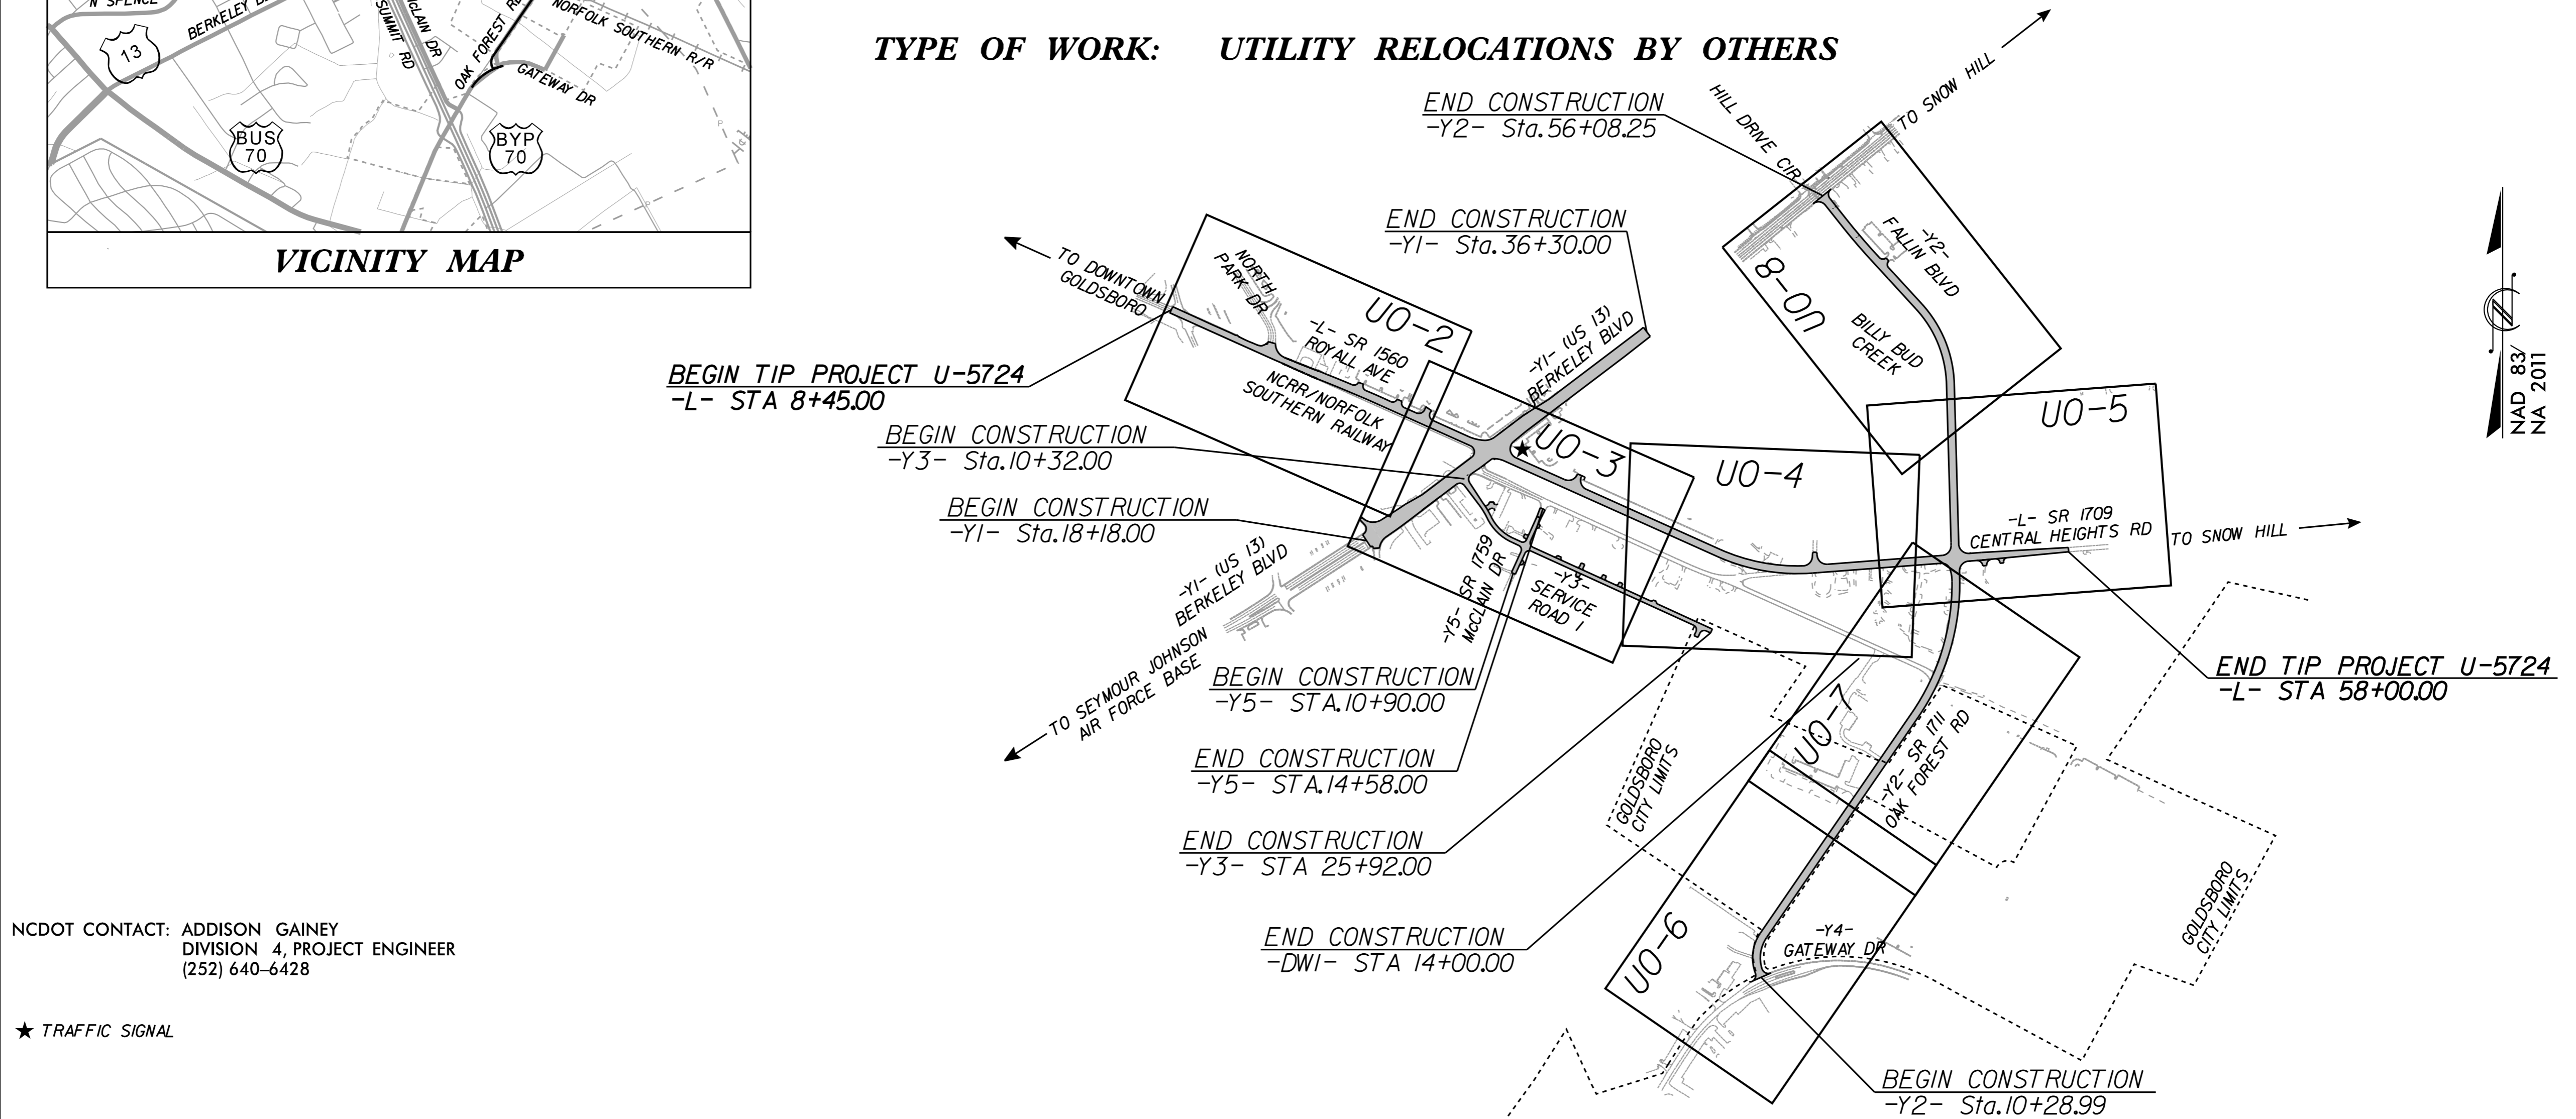 BERKELEY
SUMMIT RD
McLAIN DR
OAK FOREST RD
NORFOLK SOUTHERN R/R
GATEWAY DR
13
BUS
70
BYP
70
VICINITY MAP
TYPE OF WORK: UTILITY RELOCATIONS BY OTHERS
END CONSTRUCTION
-Y2- Sta.56+08.25
HILL DRIVE CIR
TO SNOW HILL
END CONSTRUCTION
-Y1- Sta.36+30.00
TO DOWNTOWN
GOLDSBORO
NORTH
PARK DR
UO-2
-L- SR 1560
ROYALL AVE
NCRR/NORFOLK
SOUTHERN RAILWAY
-Y1- (US 13)
BERKELEY BLVD
UO-8
-Y2-
FALLIN BLVD
BILLY BUD
CREEK
NAD 83/
NA 2011
BEGIN TIP PROJECT U-5724
-L- STA 8+45.00
BEGIN CONSTRUCTION
-Y3- Sta.10+32.00
BEGIN CONSTRUCTION
-Y1- Sta.18+18.00
UO-3
UO-4
UO-5
-L- SR 1709
CENTRAL HEIGHTS RD
TO SNOW HILL
-Y1- (US 13)
BERKELEY BLVD
TO SEYMOUR JOHNSON
AIR FORCE BASE
-Y5- SR 1759
McCLAIN DR
-Y3-
SERVICE
ROAD 1
BEGIN CONSTRUCTION
-Y5- STA.10+90.00
END CONSTRUCTION
-Y5- STA.14+58.00
END CONSTRUCTION
-Y3- STA 25+92.00
END CONSTRUCTION
-DW1- STA 14+00.00
END TIP PROJECT U-5724
-L- STA 58+00.00
GOLDSBORO
CITY LIMITS
UO-7
-Y2- SR 1711
OAK FOREST RD
GOLDSBORO
CITY LIMITS
UO-6
-Y4-
GATEWAY DR
BEGIN CONSTRUCTION
-Y2- Sta.10+28.99
NCDOT CONTACT: ADDISON GAINEY
DIVISION 4, PROJECT ENGINEER
(252) 640–6428
★ TRAFFIC SIGNAL